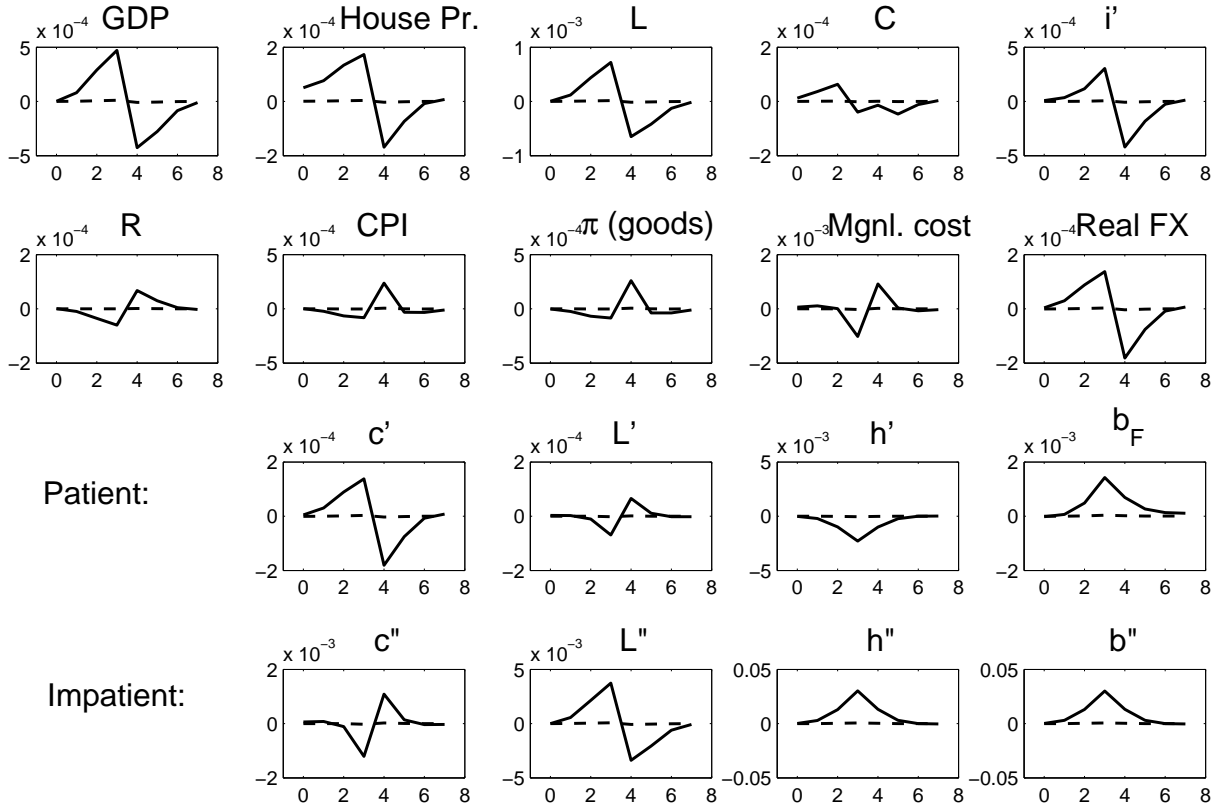 GDP House Pr. L C i’
x 10−4 x 10−4 x 10−3 x 10−4 x 10−4
5 2 1 2 5
0 0 0 0 0
−5 −2 −1 −2 −5
0 2 4 6 8 0 2 4 6 8 0 2 4 6 8 0 2 4 6 8 0 2 4 6 8
R CPI π (goods) Mgnl. cost Real FX
x 10−4 x 10−4 x 10−4 x 10−3 x 10−4
2 5 5 2 2
0 0 0 0 0
−2 −5 −5 −2 −2
0 2 4 6 8 0 2 4 6 8 0 2 4 6 8 0 2 4 6 8 0 2 4 6 8
c’ L’ h’ bF
x 10−4 x 10−4 x 10−3 x 10−3
2 2 5 2
Patient:
0 0 0 0
−2 −2 −5 −2
0 2 4 6 8 0 2 4 6 8 0 2 4 6 8 0 2 4 6 8
c" L" h" b"
x 10−3 x 10−3
2 5 0.05 0.05
Impatient:
0 0 0 0
−2 −5 −0.05 −0.05
0 2 4 6 8 0 2 4 6 8 0 2 4 6 8 0 2 4 6 8